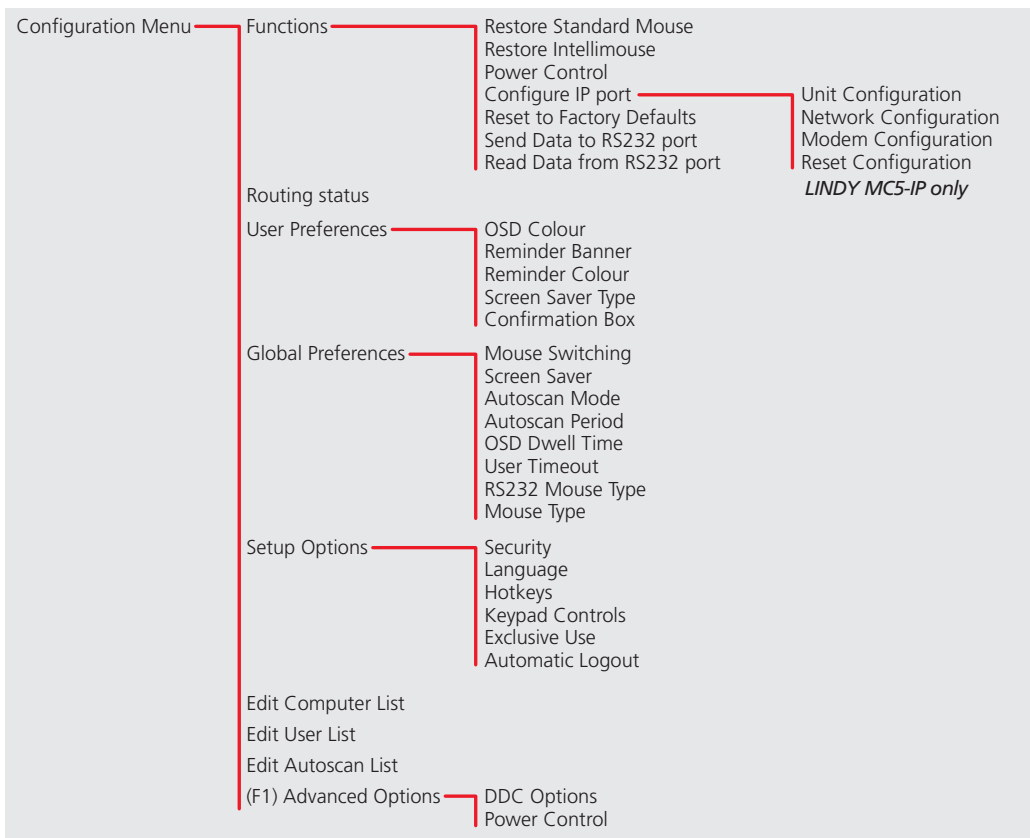 Configuration Menu
Functions
Restore Standard Mouse
Restore Intellimouse
Power Control
Configure IP port
Unit Configuration
Network Configuration
Modem Configuration
Reset Configuration
LINDY MC5-IP only
Reset to Factory Defaults
Send Data to RS232 port
Read Data from RS232 port
Routing status
User Preferences
OSD Colour
Reminder Banner
Reminder Colour
Screen Saver Type
Confirmation Box
Global Preferences
Mouse Switching
Screen Saver
Autoscan Mode
Autoscan Period
OSD Dwell Time
User Timeout
RS232 Mouse Type
Mouse Type
Setup Options
Security
Language
Hotkeys
Keypad Controls
Exclusive Use
Automatic Logout
Edit Computer List
Edit User List
Edit Autoscan List
(F1) Advanced Options
DDC Options
Power Control